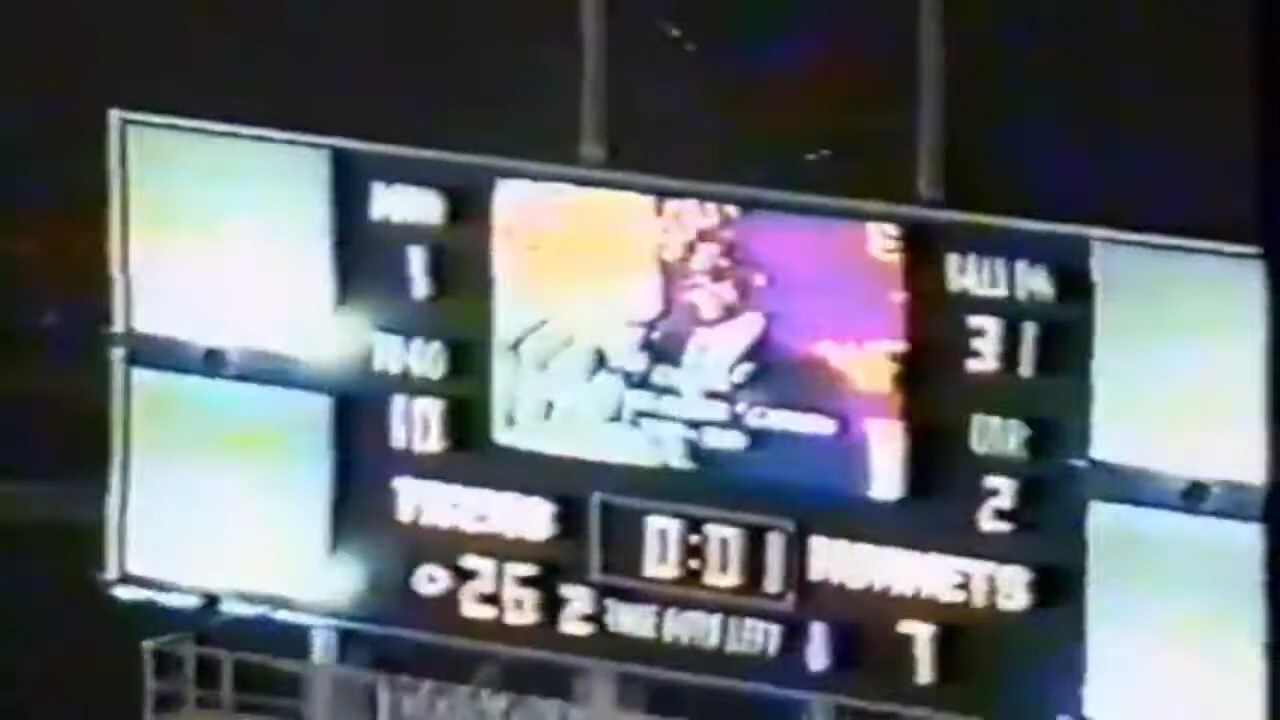 DOWN
1
TO GO
10
BALL ON
31
QTR
2
TIGERS
0:01
HORNETS
26
2
TIME OUTS LEFT
1
7